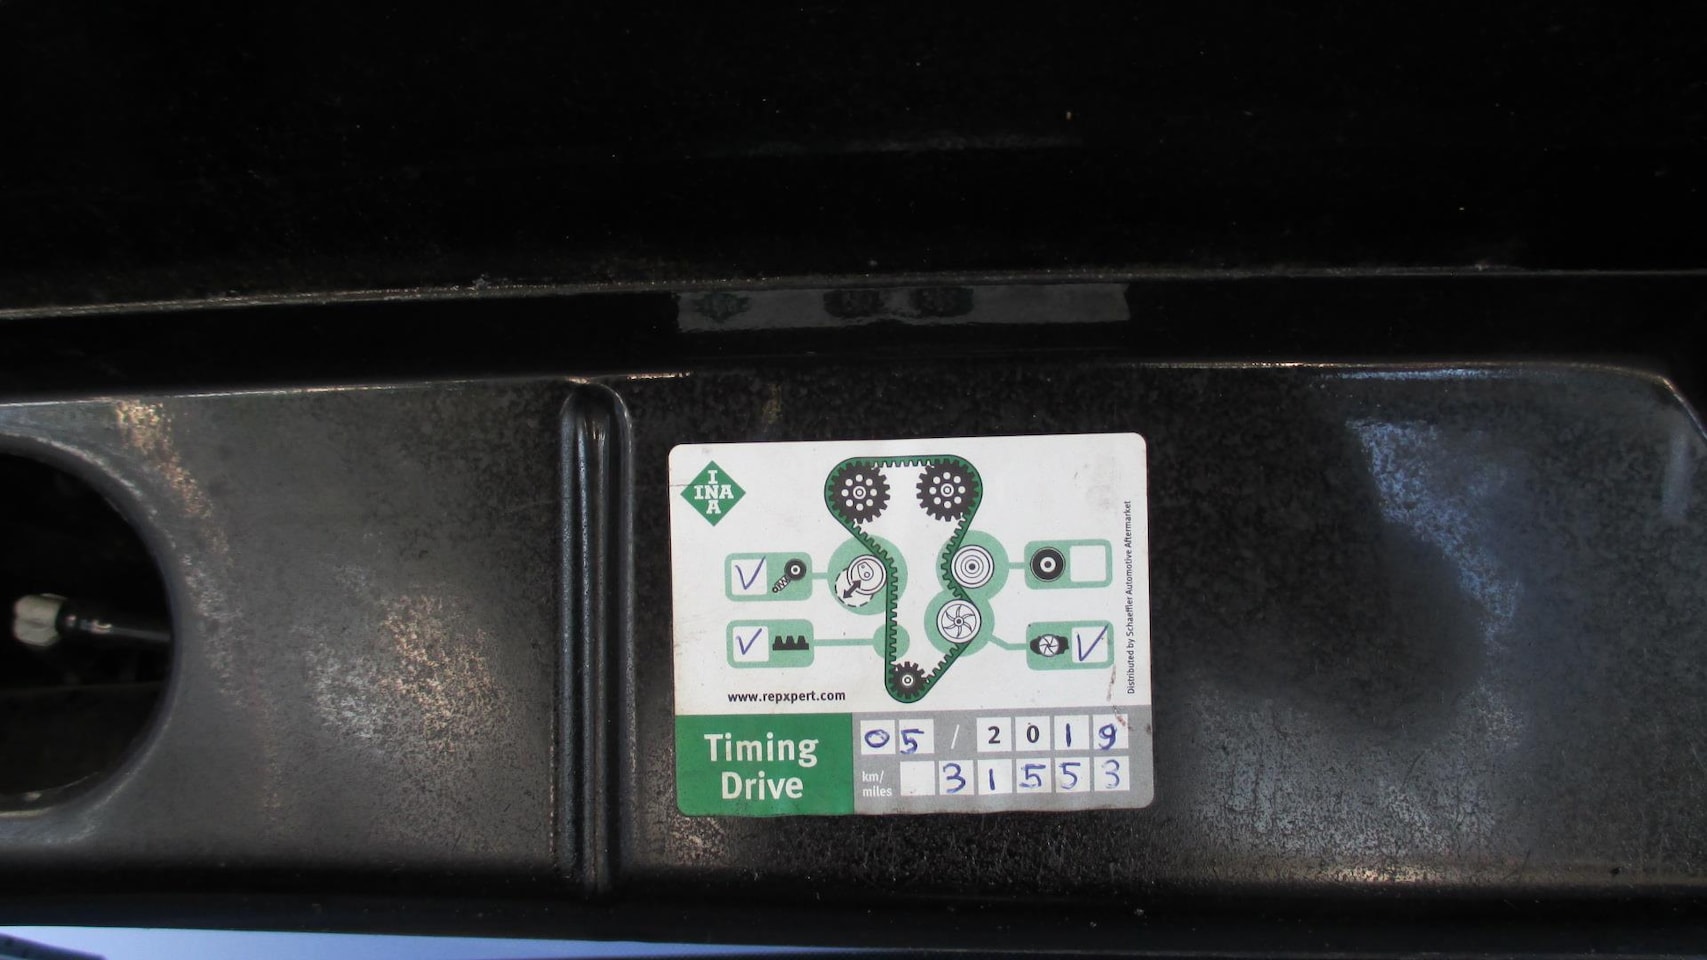 I
INA
A
www.repxpert.com
Distributed by Schaeffler Automotive Aftermarket
Timing
Drive
05 / 2019
km/
miles
31553